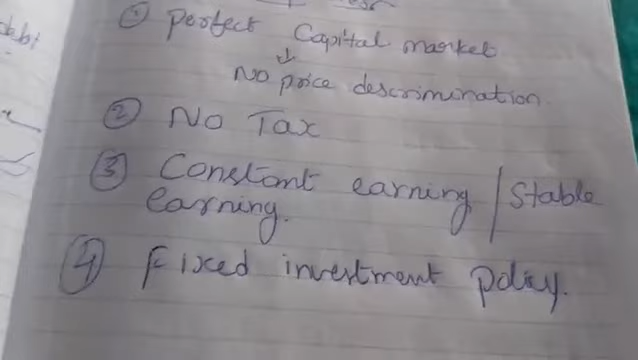 debt
① Perfect Capital market
↓
No price descrimination.
② No Tax
③ Constant earning / Stable
earning.
④ Fixed investment policy.